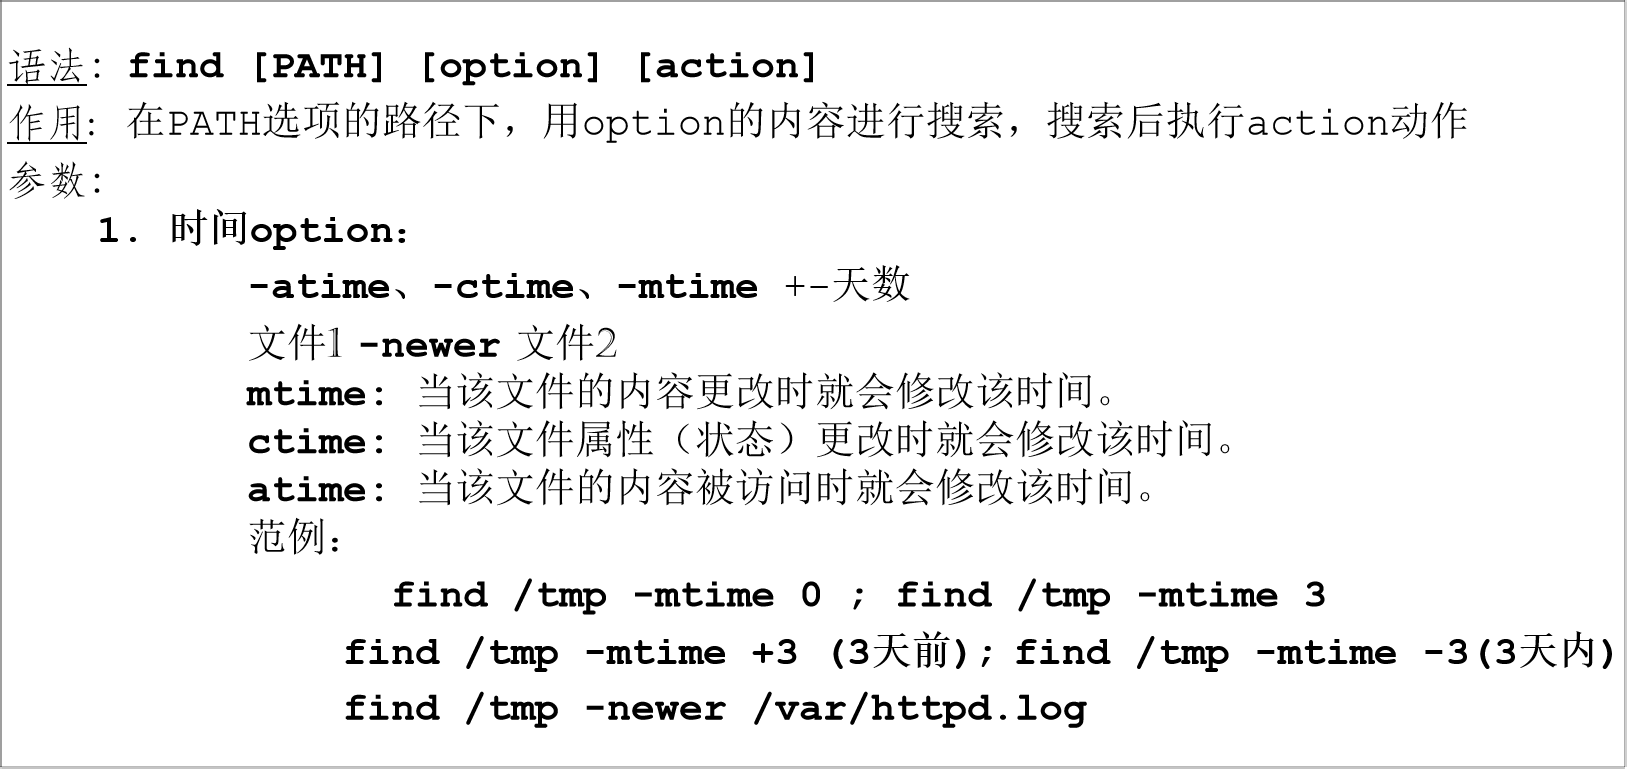 语法: find [PATH] [option] [action]
作用: 在PATH选项的路径下，用option的内容进行搜索，搜索后执行action动作
参数:
1. 时间option:
-atime、-ctime、-mtime +-天数
文件1 -newer 文件2
mtime: 当该文件的内容更改时就会修改该时间。
ctime: 当该文件属性（状态）更改时就会修改该时间。
atime: 当该文件的内容被访问时就会修改该时间。
范例:
find /tmp -mtime 0 ; find /tmp -mtime 3
find /tmp -mtime +3 (3天前); find /tmp -mtime -3(3天内)
find /tmp -newer /var/httpd.log